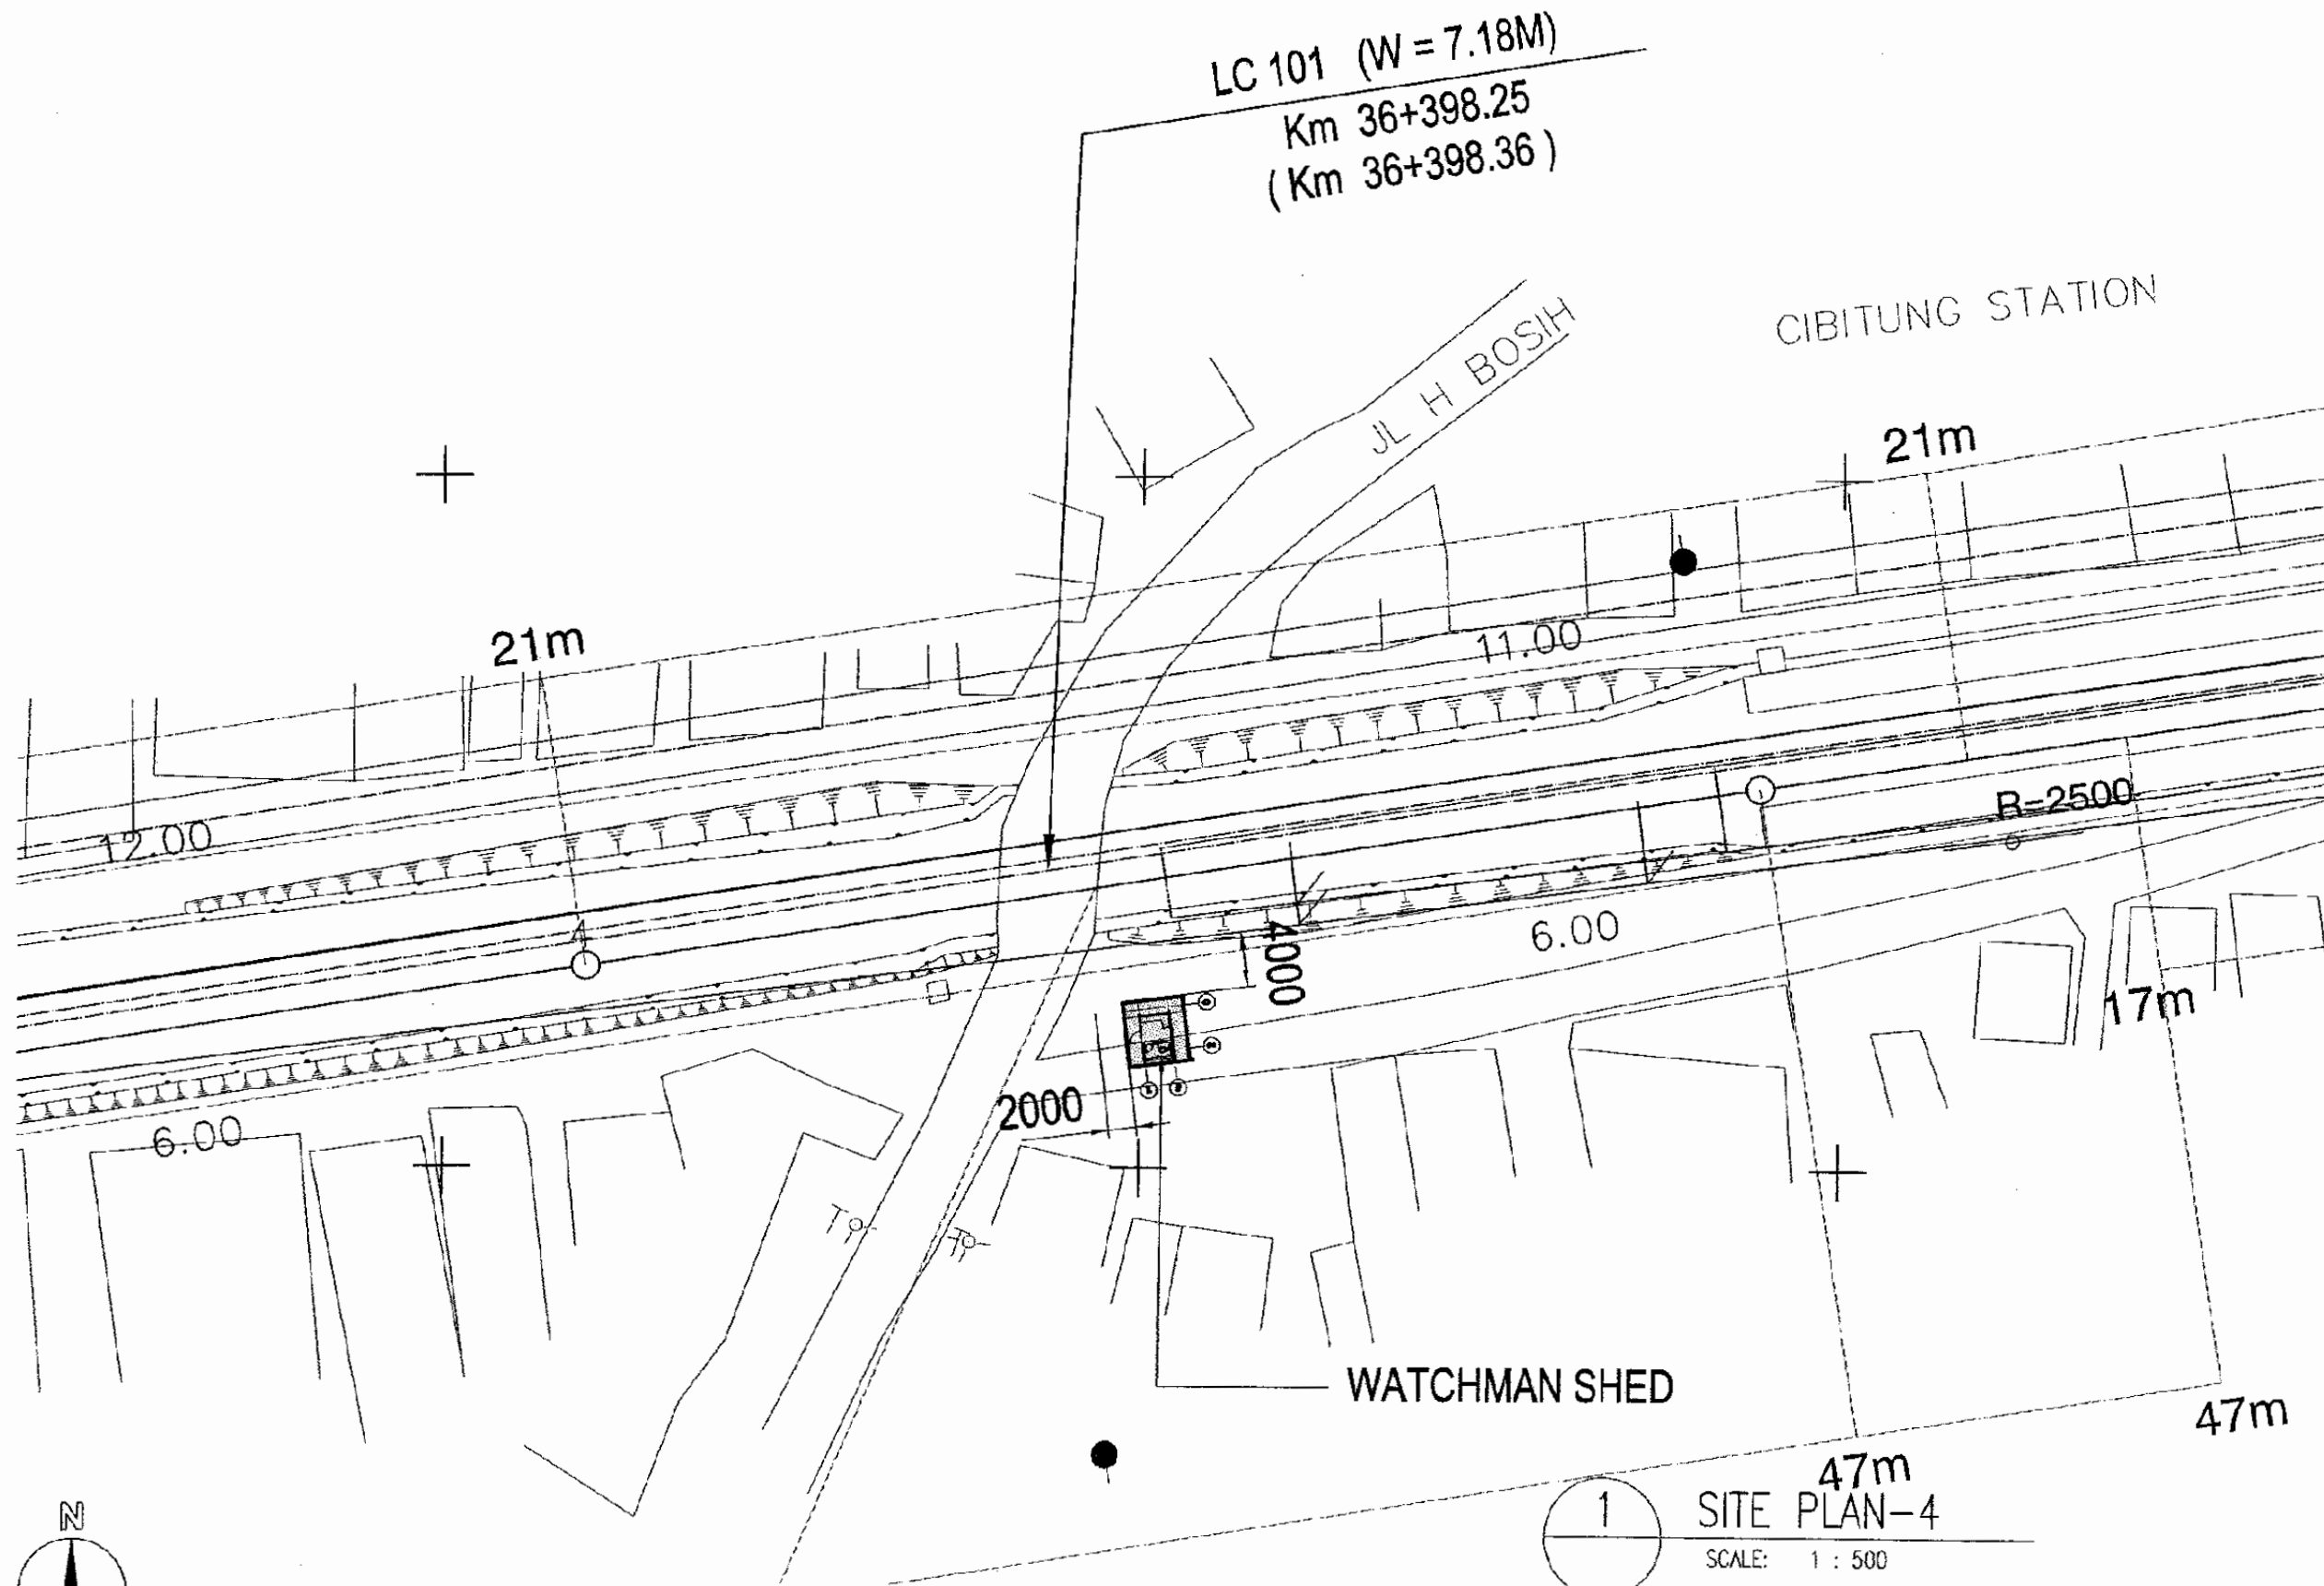 LC 101 (W = 7.18M)
Km 36+398.25
( Km 36+398.36 )
CIBITUNG STATION
JL H BOSIH
21m
21m
11.00
12.00
R=2500
4
4000
6.00
17m
2000
6.00
WATCHMAN SHED
47m
47m
N
1
SITE PLAN-4
SCALE: 1 : 500